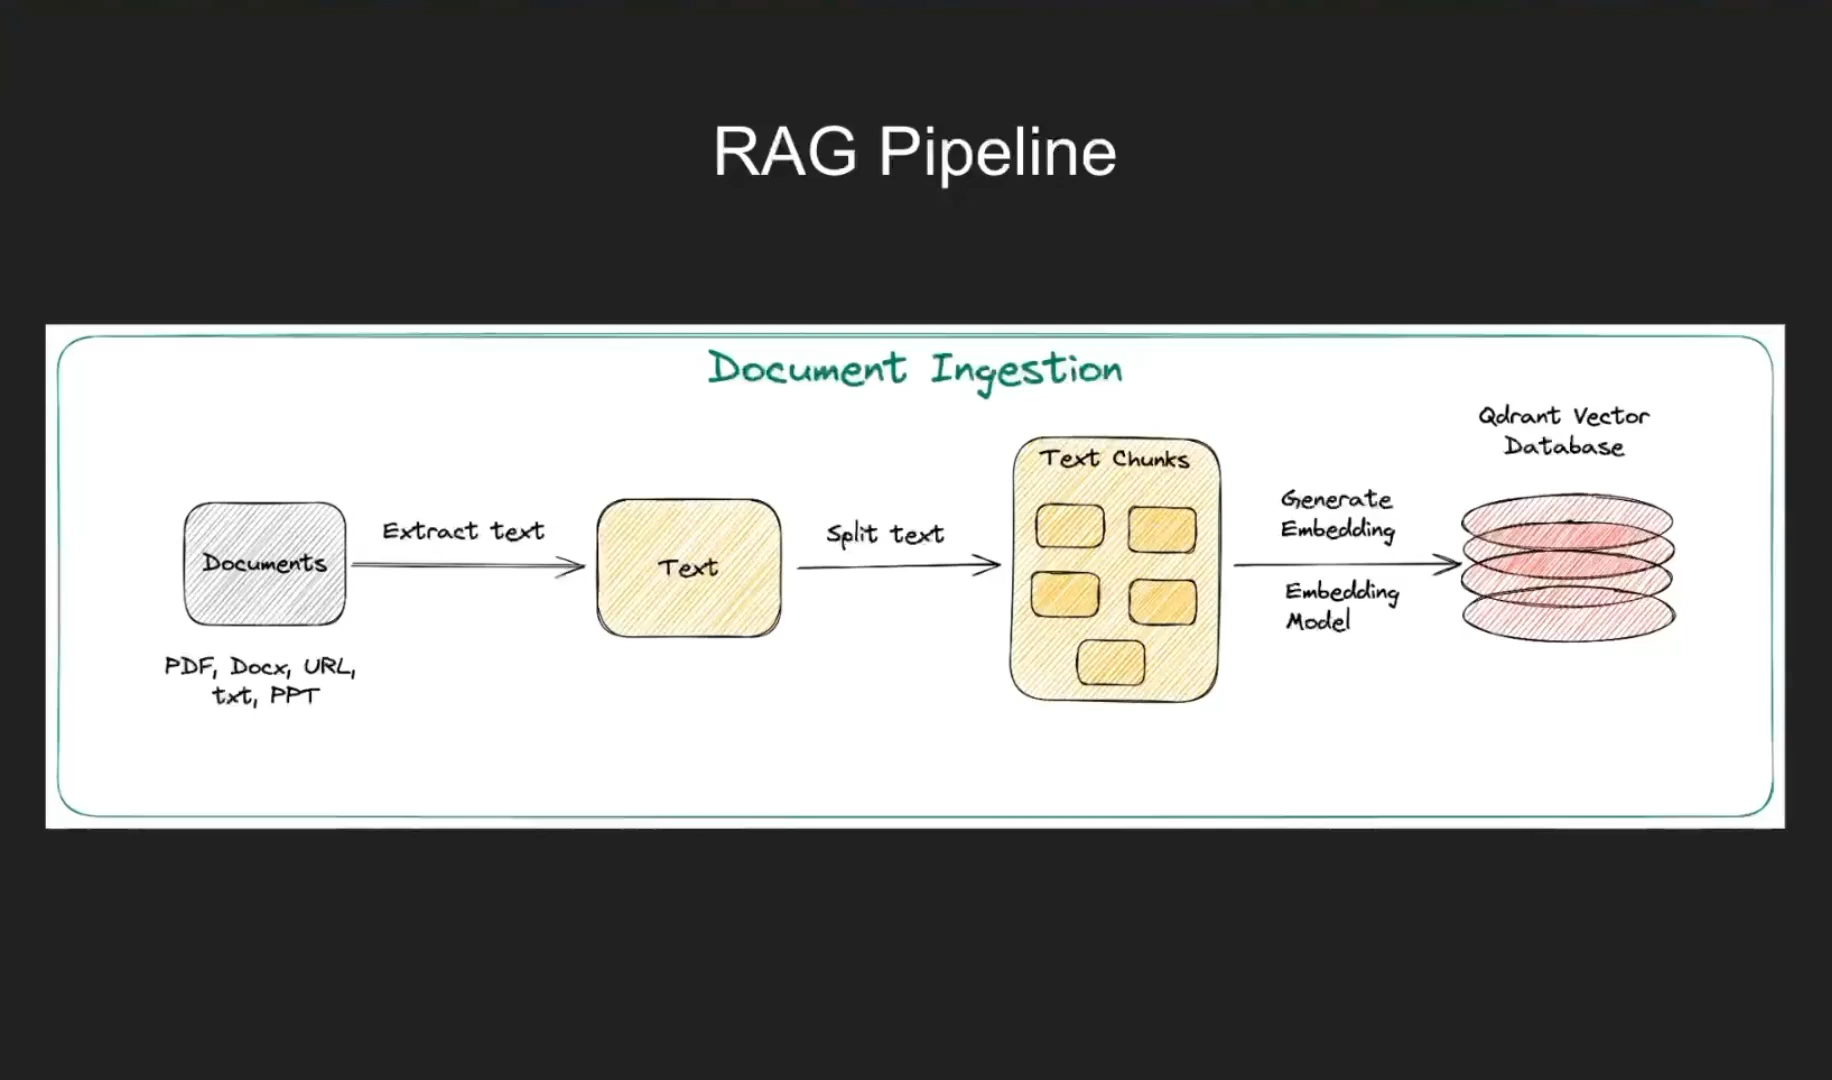 RAG Pipeline
Document Ingestion
Documents
PDF, Docx, URL,
txt, PPT
Extract text
Text
Split text
Text Chunks
Generate
Embedding
Embedding
Model
Qdrant Vector
Database